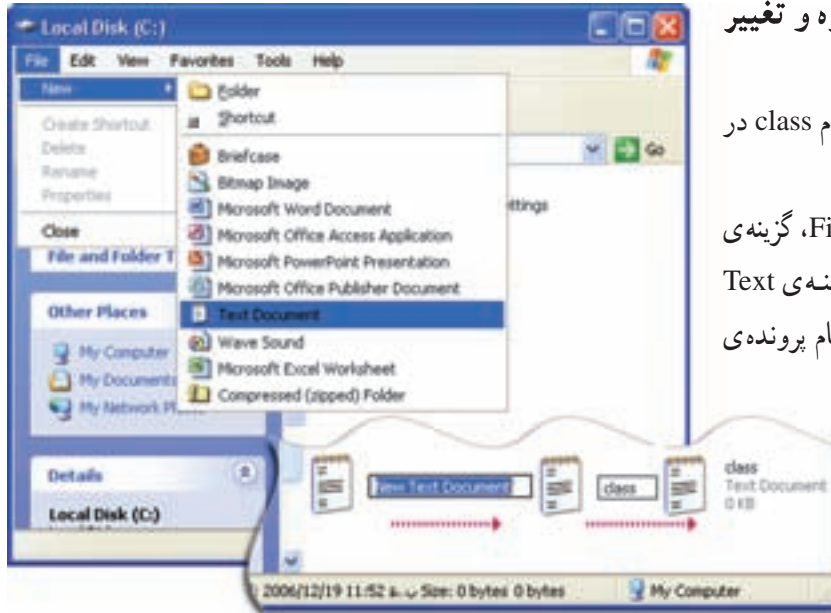 Local Disk (C:)
File Edit View Favorites Tools Help
New
Create Shortcut
Delete
Rename
Properties
Close
Folder
Shortcut
Briefcase
Bitmap Image
Microsoft Word Document
Microsoft Office Access Application
Microsoft PowerPoint Presentation
Microsoft Office Publisher Document
Text Document
Wave Sound
Microsoft Excel Worksheet
Compressed (zipped) Folder
Go
ttings
File and Folder T
Other Places
My Computer
My Documents
My Network
Details
Local Disk (C:)
New Text Document
class
class
Text Document
0 KB
2006/12/19 11:52 Size: 0 bytes 0 bytes My Computer
و تغییر
class در
گزینه‌ی
Text
پرونده‌ی